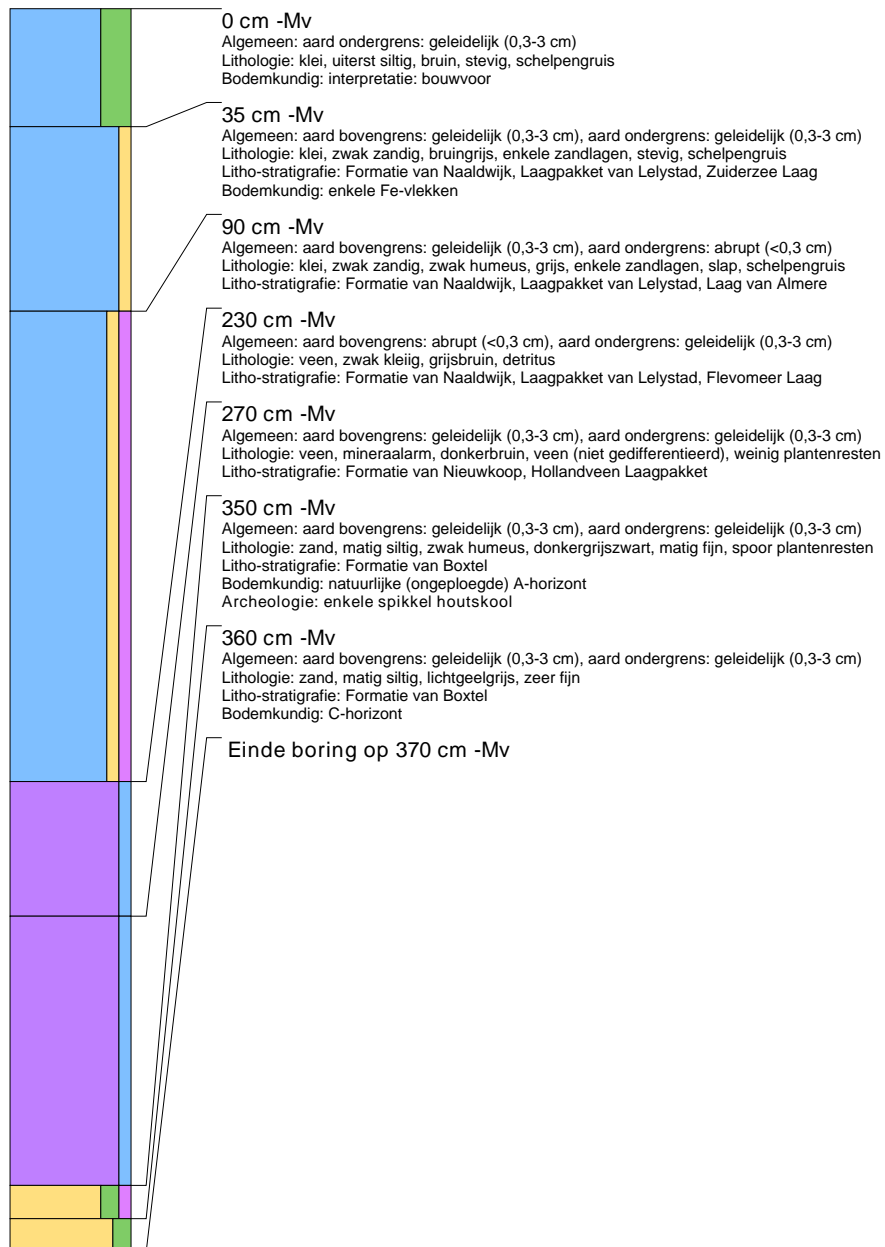 0 cm -Mv
Algemeen: aard ondergrens: geleidelijk (0,3-3 cm)
Lithologie: klei, uiterst siltig, bruin, stevig, schelpengruis
Bodemkundig: interpretatie: bouwvoor
35 cm -Mv
Algemeen: aard bovengrens: geleidelijk (0,3-3 cm), aard ondergrens: geleidelijk (0,3-3 cm)
Lithologie: klei, zwak zandig, bruingrijs, enkele zandlagen, stevig, schelpengruis
Litho-stratigrafie: Formatie van Naaldwijk, Laagpakket van Lelystad, Zuiderzee Laag
Bodemkundig: enkele Fe-vlekken
90 cm -Mv
Algemeen: aard bovengrens: geleidelijk (0,3-3 cm), aard ondergrens: abrupt (<0,3 cm)
Lithologie: klei, zwak zandig, zwak humeus, grijs, enkele zandlagen, slap, schelpengruis
Litho-stratigrafie: Formatie van Naaldwijk, Laagpakket van Lelystad, Laag van Almere
230 cm -Mv
Algemeen: aard bovengrens: abrupt (<0,3 cm), aard ondergrens: geleidelijk (0,3-3 cm)
Lithologie: veen, zwak kleiig, grijsbruin, detritus
Litho-stratigrafie: Formatie van Naaldwijk, Laagpakket van Lelystad, Flevomeer Laag
270 cm -Mv
Algemeen: aard bovengrens: geleidelijk (0,3-3 cm), aard ondergrens: geleidelijk (0,3-3 cm)
Lithologie: veen, mineraalarm, donkerbruin, veen (niet gedifferentieerd), weinig plantenresten
Litho-stratigrafie: Formatie van Nieuwkoop, Hollandveen Laagpakket
350 cm -Mv
Algemeen: aard bovengrens: geleidelijk (0,3-3 cm), aard ondergrens: geleidelijk (0,3-3 cm)
Lithologie: zand, matig siltig, zwak humeus, donkergrijszwart, matig fijn, spoor plantenresten
Litho-stratigrafie: Formatie van Boxtel
Bodemkundig: natuurlijke (ongeploegde) A-horizont
Archeologie: enkele spikkel houtskool
360 cm -Mv
Algemeen: aard bovengrens: geleidelijk (0,3-3 cm), aard ondergrens: geleidelijk (0,3-3 cm)
Lithologie: zand, matig siltig, lichtgeelgrijs, zeer fijn
Litho-stratigrafie: Formatie van Boxtel
Bodemkundig: C-horizont
Einde boring op 370 cm -Mv